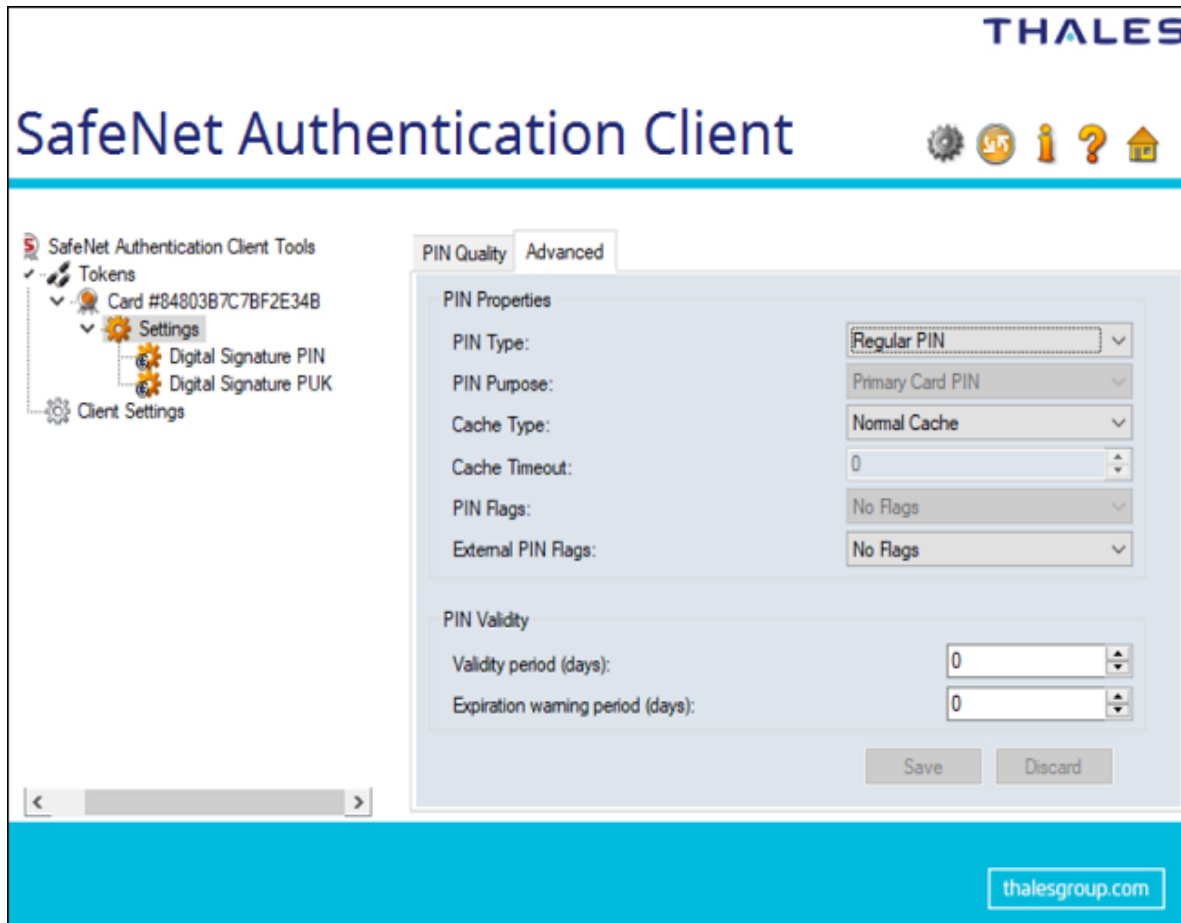 THALES
SafeNet Authentication Client
SafeNet Authentication Client Tools
Tokens
Card #84803B7C7BF2E34B
Settings
Digital Signature PIN
Digital Signature PUK
Client Settings
PIN Quality
Advanced
PIN Properties
PIN Type: Regular PIN
PIN Purpose: Primary Card PIN
Cache Type: Normal Cache
Cache Timeout: 0
PIN Flags: No Flags
External PIN Flags: No Flags
PIN Validity
Validity period (days): 0
Expiration warning period (days): 0
Save Discard
thalesgroup.com